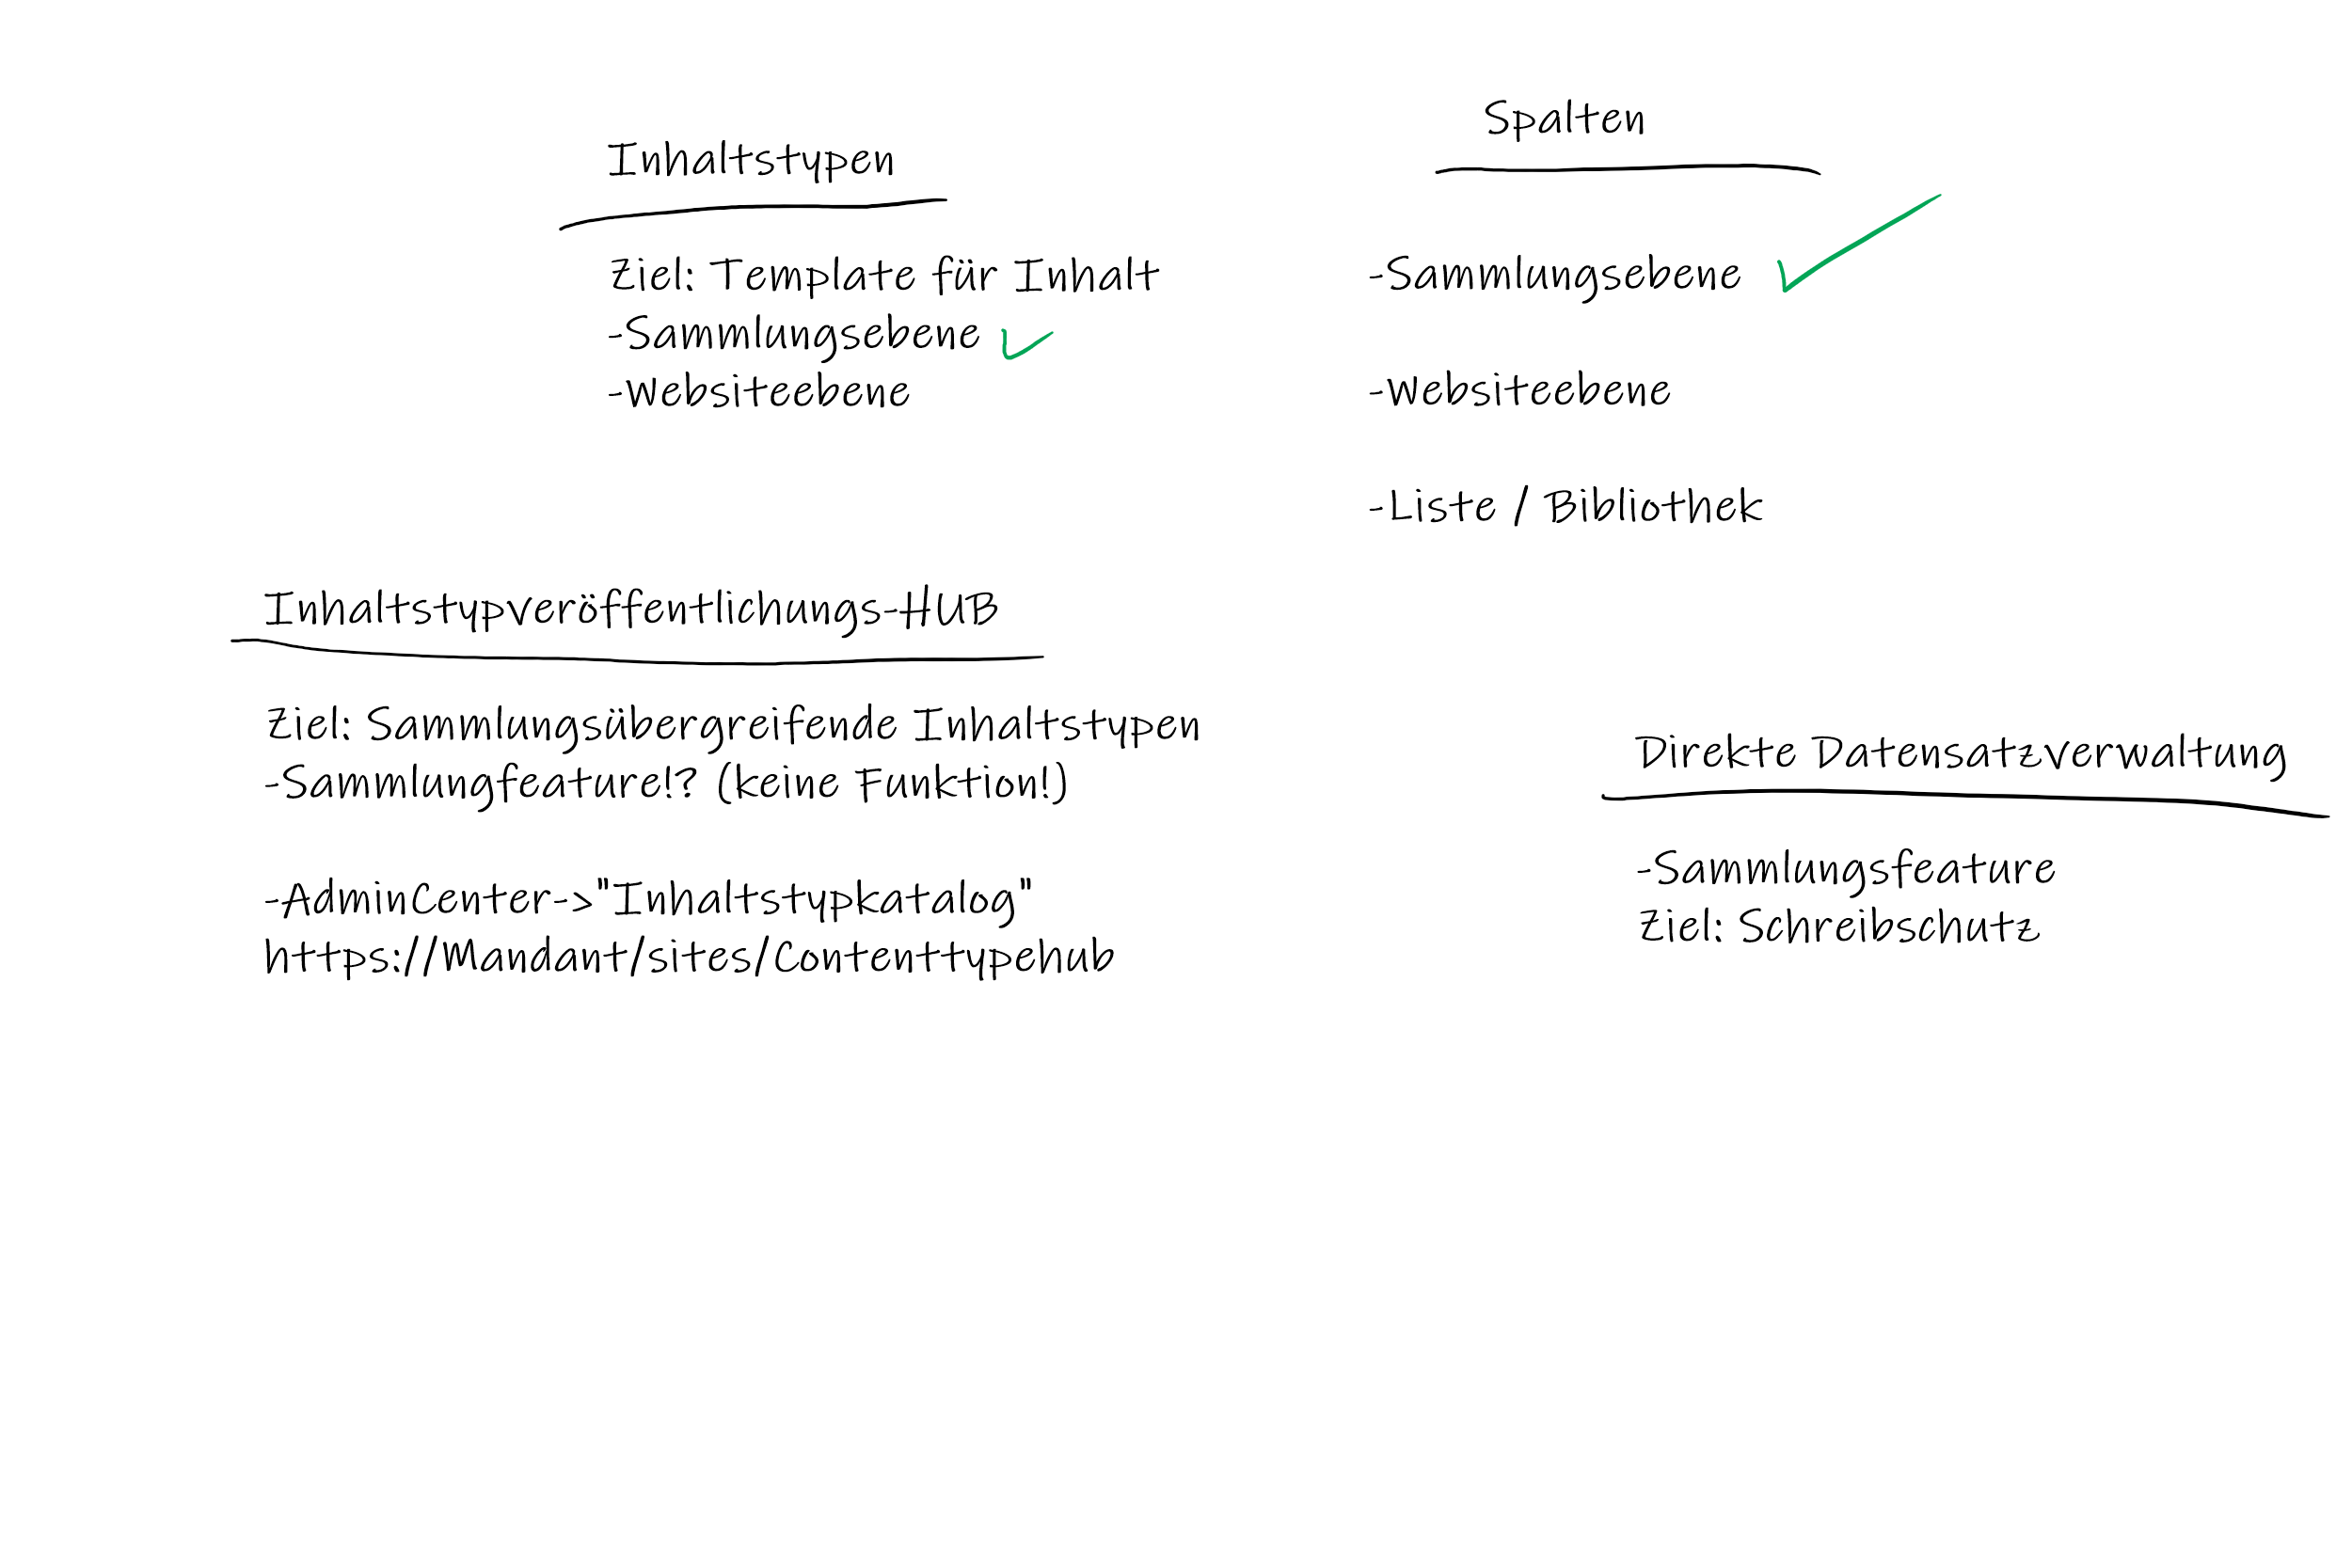 Inhaltstypen
Ziel: Template für Inhalt
-Sammlungsebene
-Websiteebene
Spalten
-Sammlungsebene
-Websiteebene
-Liste / Bibliothek
Inhaltstypveröffentlichungs-HUB
Ziel: Sammlungsübergreifende Inhaltstypen
-Sammlungfeature!? (keine Funktion!)
-AdminCenter->"Inhaltstypkatalog"
https://Mandant/sites/Contenttypehub
Direkte Datensatzverwaltung
-Sammlungsfeature
Ziel: Schreibschutz